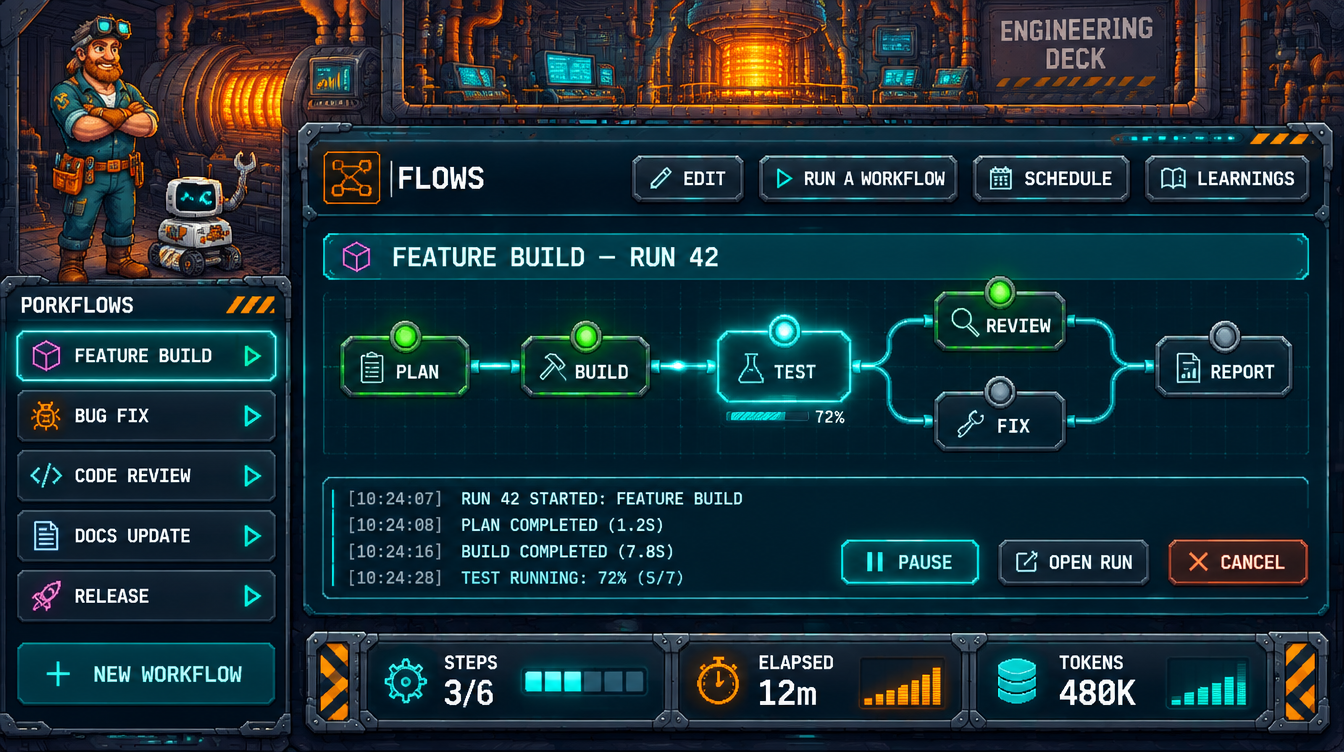 ENGINEERING
DECK
FLOWS
EDIT
RUN A WORKFLOW
SCHEDULE
LEARNINGS
PORKFLOWS
FEATURE BUILD
BUG FIX
CODE REVIEW
DOCS UPDATE
RELEASE
NEW WORKFLOW
FEATURE BUILD — RUN 42
PLAN
BUILD
TEST
72%
REVIEW
FIX
REPORT
[10:24:07] RUN 42 STARTED: FEATURE BUILD
[10:24:08] PLAN COMPLETED (1.2S)
[10:24:16] BUILD COMPLETED (7.8S)
[10:24:28] TEST RUNNING: 72% (5/7)
PAUSE
OPEN RUN
CANCEL
STEPS
3/6
ELAPSED
12m
TOKENS
480K